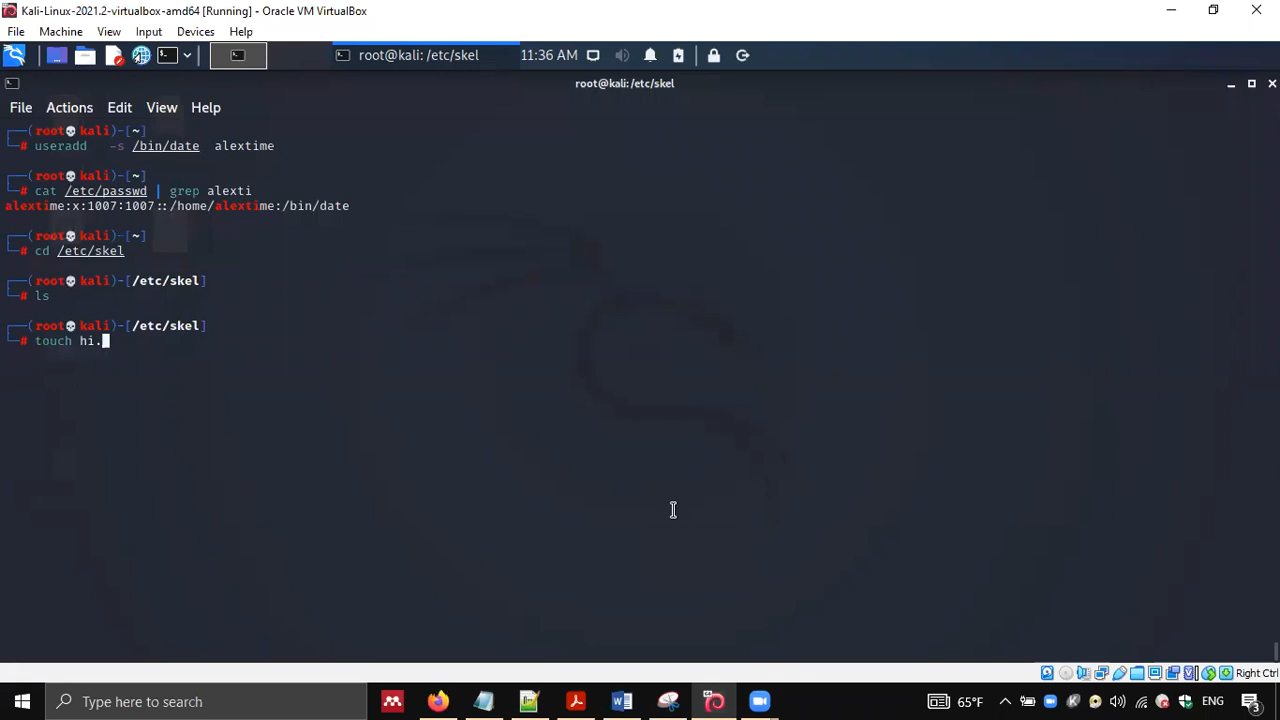 Kali-Linux-2021.2-virtualbox-amd64 [Running] - Oracle VM VirtualBox
File Machine View Input Devices Help
root@kali: /etc/skel 11:36 AM
root@kali: /etc/skel
File Actions Edit View Help
┌──(root💀kali)-[~]
└─# useradd -s /bin/date alextime
┌──(root💀kali)-[~]
└─# cat /etc/passwd | grep alexti
alextime:x:1007:1007::/home/alextime:/bin/date
┌──(root💀kali)-[~]
└─# cd /etc/skel
┌──(root💀kali)-[/etc/skel]
└─# ls
┌──(root💀kali)-[/etc/skel]
└─# touch hi.
Right Ctrl
Type here to search 65°F ENG 3